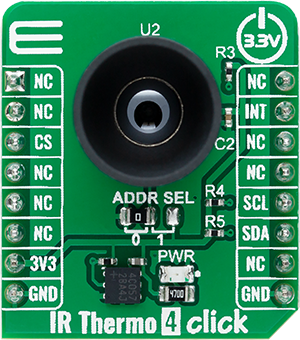 U2
3.3V
R3
NC NC
NC INT
CS NC
NC C2 NC
ADDR SEL
NC R4 SCL
NC R5 SDA
0 1
3V3 PWR NC
GND 4700 GND
IR Thermo 4 click